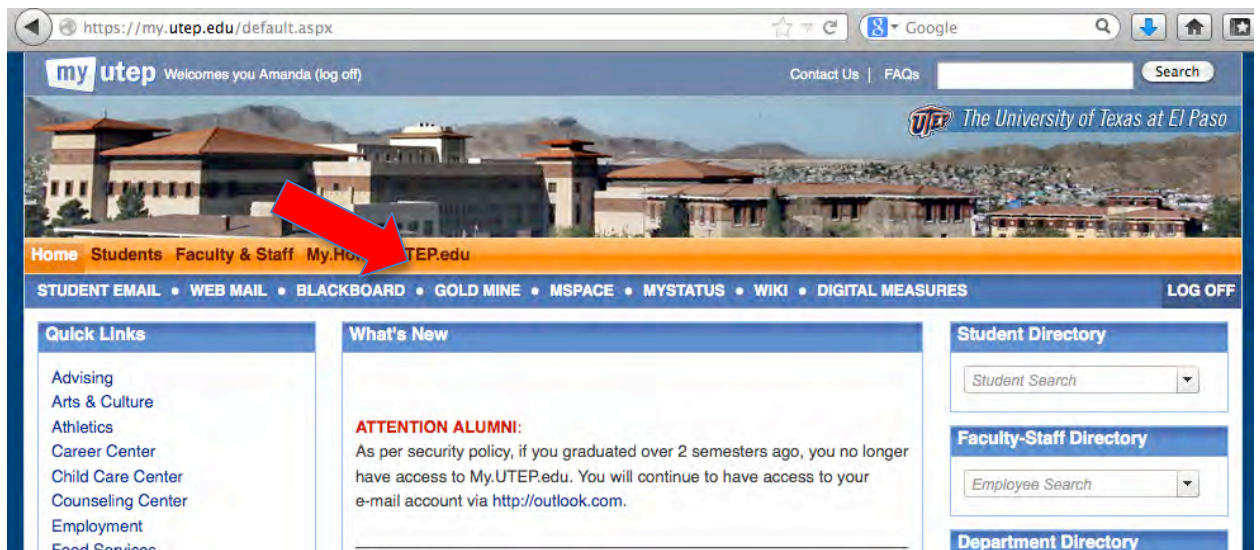 https://my.utep.edu/default.aspx
Google
my utep Welcomes you Amanda (log off)
Contact Us | FAQs
Search
UTEP The University of Texas at El Paso
Home Students Faculty & Staff TEP.edu
STUDENT EMAIL • WEB MAIL • BLACKBOARD • GOLD MINE • MSPACE • MYSTATUS • WIKI • DIGITAL MEASURES
LOG OFF
Quick Links
Advising
Arts & Culture
Athletics
Career Center
Child Care Center
Counseling Center
Employment
Food Services
What's New
ATTENTION ALUMNI:
As per security policy, if you graduated over 2 semesters ago, you no longer
have access to My.UTEP.edu. You will continue to have access to your
e-mail account via http://outlook.com.
Student Directory
Student Search
Faculty-Staff Directory
Employee Search
Department Directory